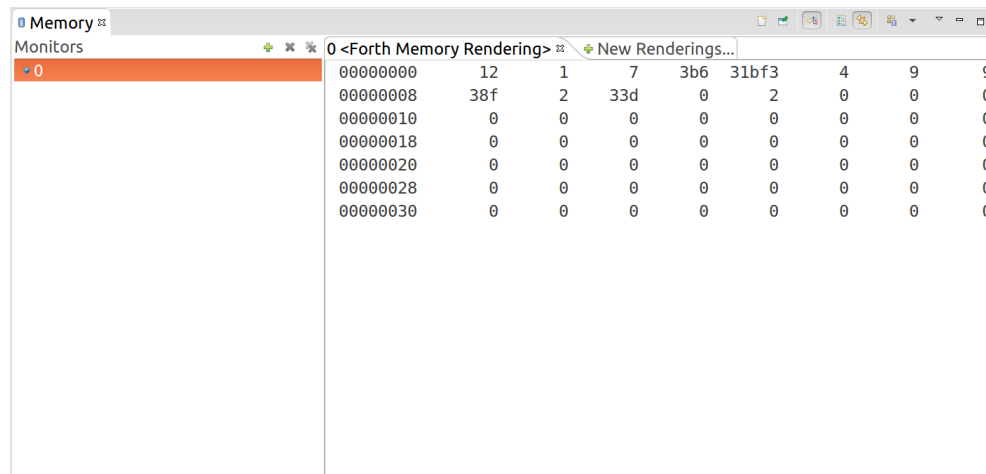 Memory
Monitors
0 <Forth Memory Rendering> New Renderings...
0
00000000 12 1 7 3b6 31bf3 4 9
00000008 38f 2 33d 0 2 0 0
00000010 0 0 0 0 0 0 0
00000018 0 0 0 0 0 0 0
00000020 0 0 0 0 0 0 0
00000028 0 0 0 0 0 0 0
00000030 0 0 0 0 0 0 0